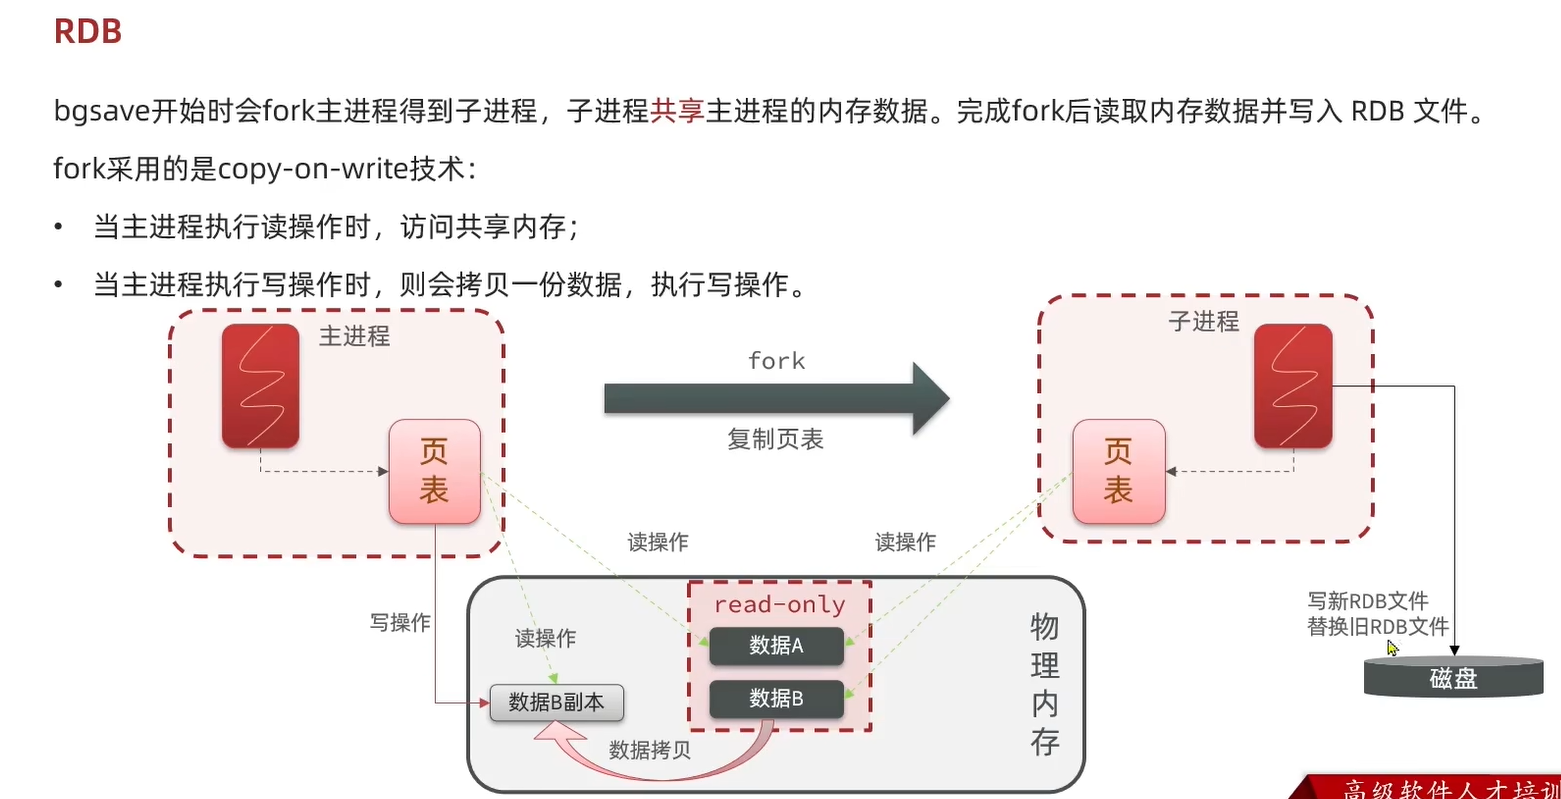 RDB
bgsave开始时会fork主进程得到子进程，子进程共享主进程的内存数据。完成fork后读取内存数据并写入 RDB 文件。
fork采用的是copy-on-write技术：
• 当主进程执行读操作时，访问共享内存；
• 当主进程执行写操作时，则会拷贝一份数据，执行写操作。
主进程
页
表
fork
复制页表
子进程
页
表
读操作
读操作
写操作
读操作
read-only
数据A
数据B
数据B副本
数据拷贝
物
理
内
存
写新RDB文件
替换旧RDB文件
磁盘
高级软件人才培训